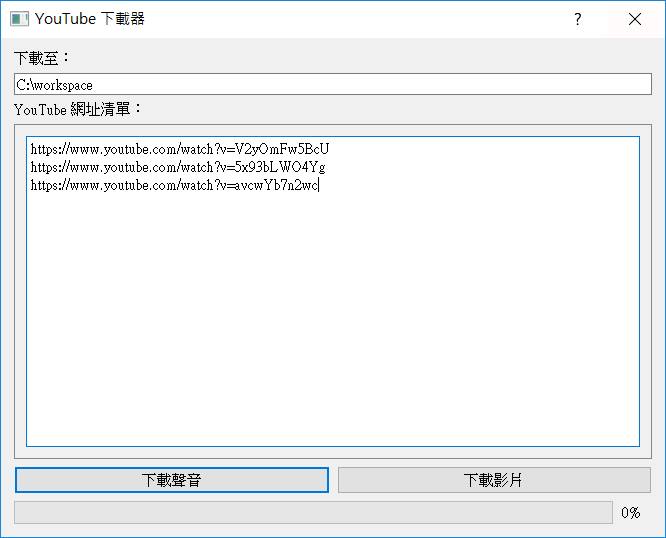 YouTube 下載器
?
下載至：
C:\workspace
YouTube 網址清單：
https://www.youtube.com/watch?v=V2yOmFw5BcU
https://www.youtube.com/watch?v=5x93bLWO4Yg
https://www.youtube.com/watch?v=avcwYb7n2wc
下載聲音
下載影片
0%